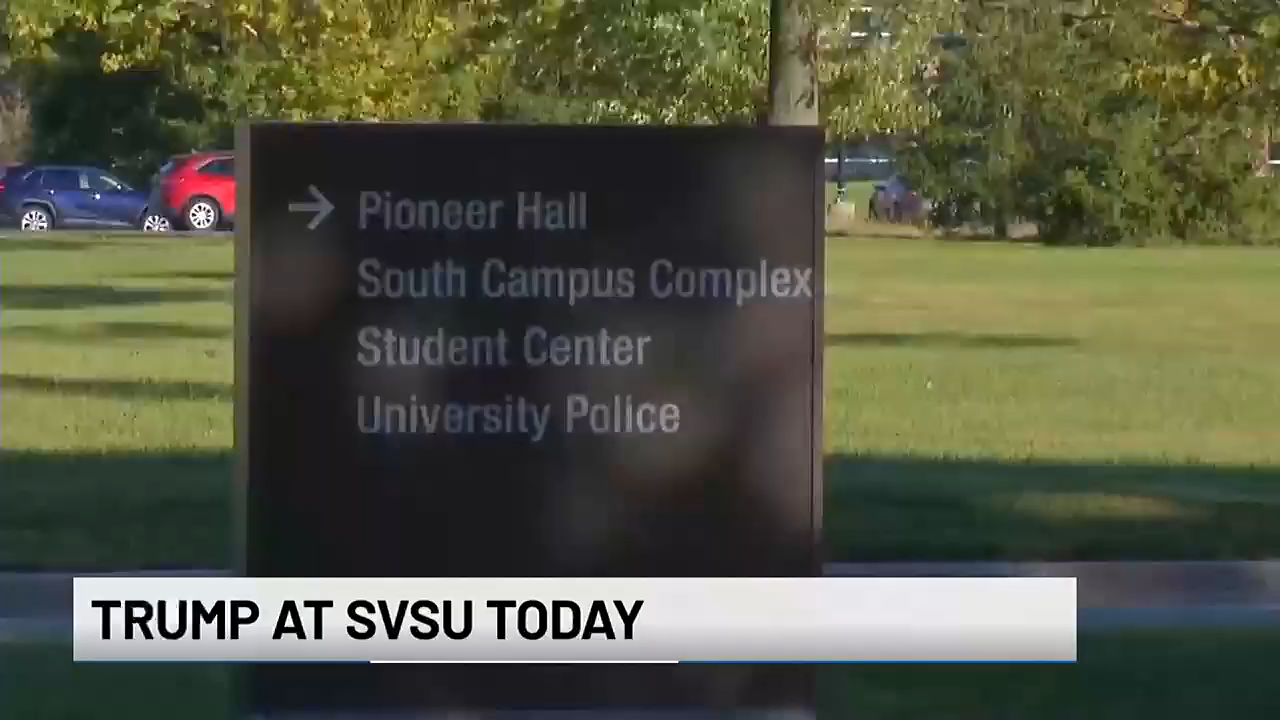 → Pioneer Hall
South Campus Complex
Student Center
University Police
TRUMP AT SVSU TODAY